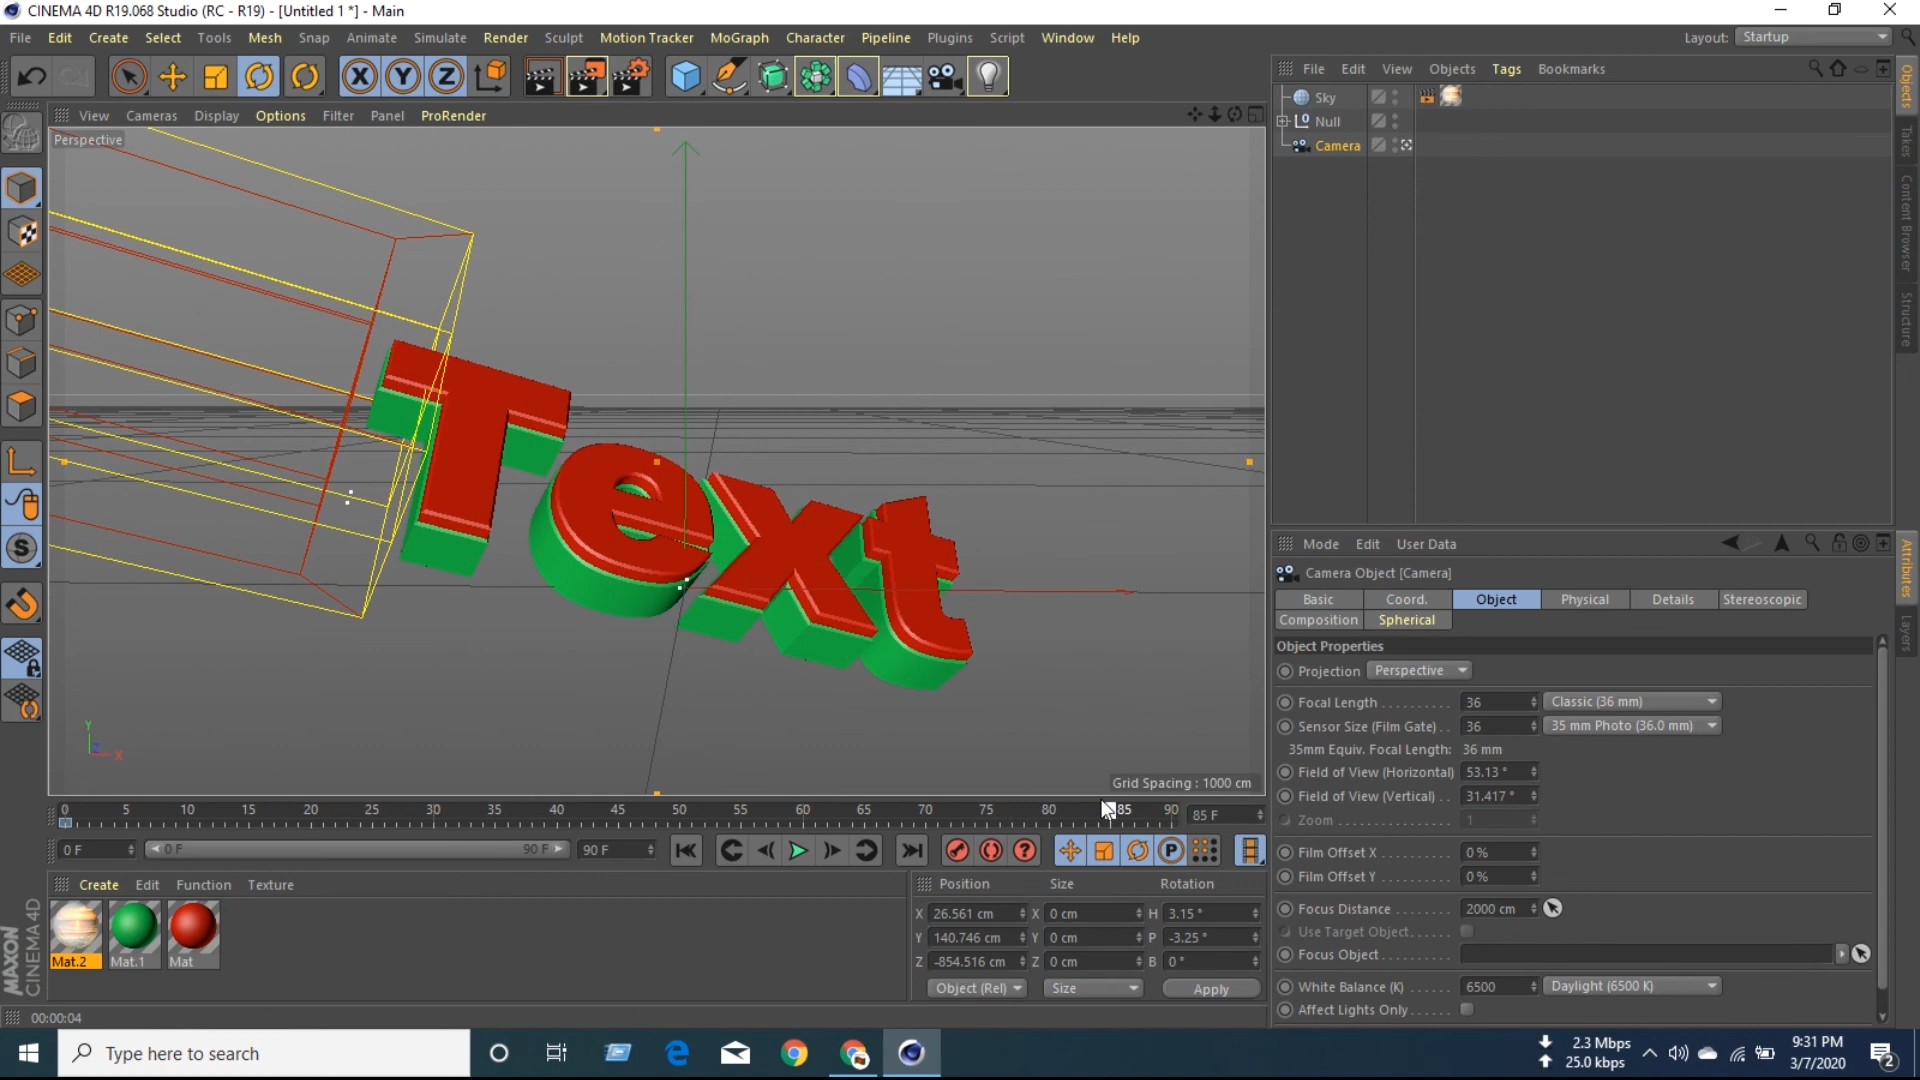 CINEMA 4D R19.068 Studio (RC - R19) - [Untitled 1 *] - Main
File Edit Create Select Tools Mesh Snap Animate Simulate Render Sculpt Motion Tracker MoGraph Character Pipeline Plugins Script Window Help
Layout: Startup
X Y Z
File Edit View Objects Tags Bookmarks
View Cameras Display Options Filter Panel ProRender
Perspective
Sky
Null
Camera
Objects
Takes
Content Browser
Structure
Text
Y
Z X
Grid Spacing : 1000 cm
Mode Edit User Data
Camera Object [Camera]
Basic Coord. Object Physical Details Stereoscopic
Composition Spherical
Object Properties
Projection Perspective
Focal Length 36 Classic (36 mm)
Sensor Size (Film Gate) 36 35 mm Photo (36.0 mm)
35mm Equiv. Focal Length: 36 mm
Field of View (Horizontal) 53.13 °
Field of View (Vertical) 31.417 °
Zoom 1
Film Offset X 0 %
Film Offset Y 0 %
Focus Distance 2000 cm
Use Target Object
Focus Object
White Balance (K) 6500 Daylight (6500 K)
Affect Lights Only
Attributes
Layers
0 5 10 15 20 25 30 35 40 45 50 55 60 65 70 75 80 85 90 85 F
0 F 0 F 90 F 90 F
Create Edit Function Texture
Mat.2 Mat.1 Mat
Position Size Rotation
X 26.561 cm X 0 cm H 3.15 °
Y 140.746 cm Y 0 cm P -3.25 °
Z -854.516 cm Z 0 cm B 0 °
Object (Rel) Size Apply
MAXON
CINEMA 4D
00:00:04
Type here to search
2.3 Mbps
25.0 kbps
9:31 PM
3/7/2020
2